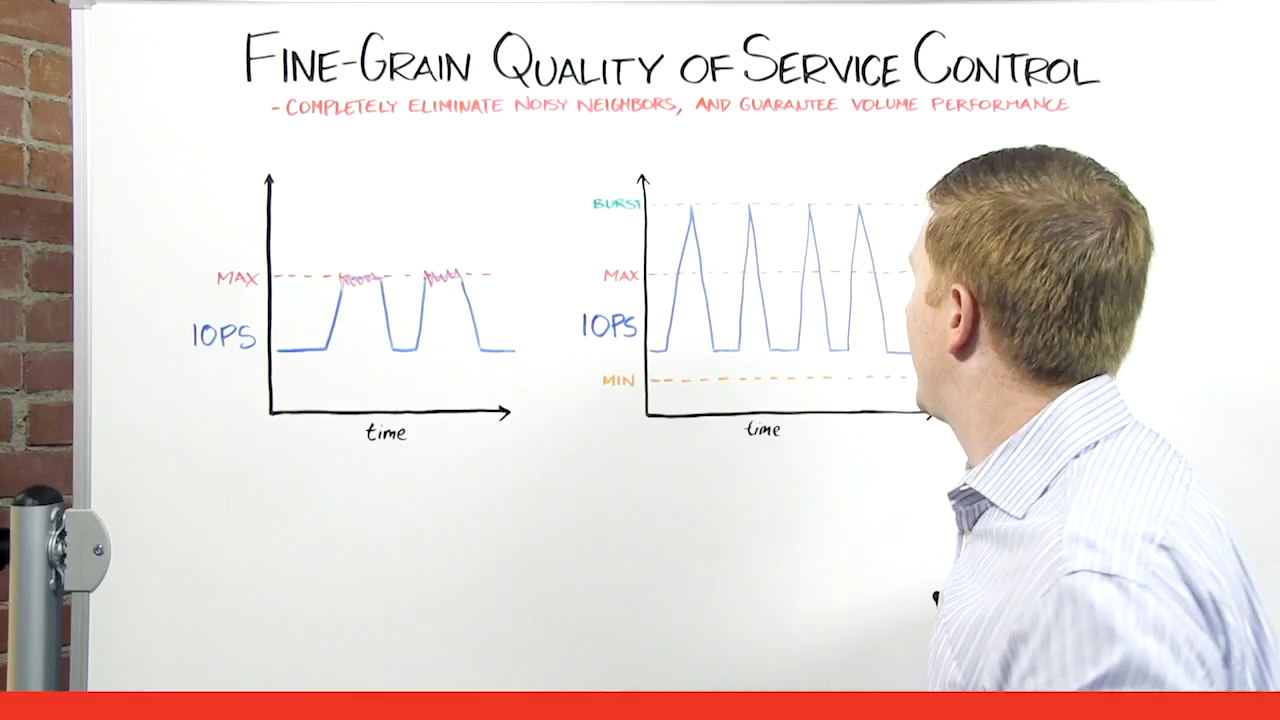 FINE-GRAIN QUALITY OF SERVICE CONTROL
- COMPLETELY ELIMINATE NOISY NEIGHBORS, AND GUARANTEE VOLUME PERFORMANCE
MAX
IOPS
time
BURST
MAX
IOPS
MIN
time